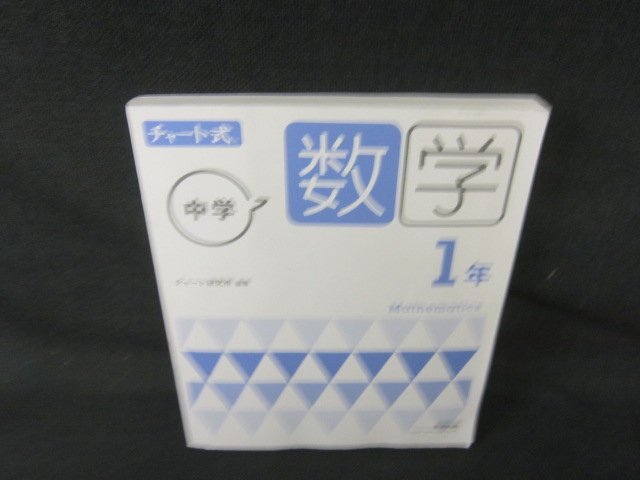 チャート式
数学
中学
1年
Mathematics